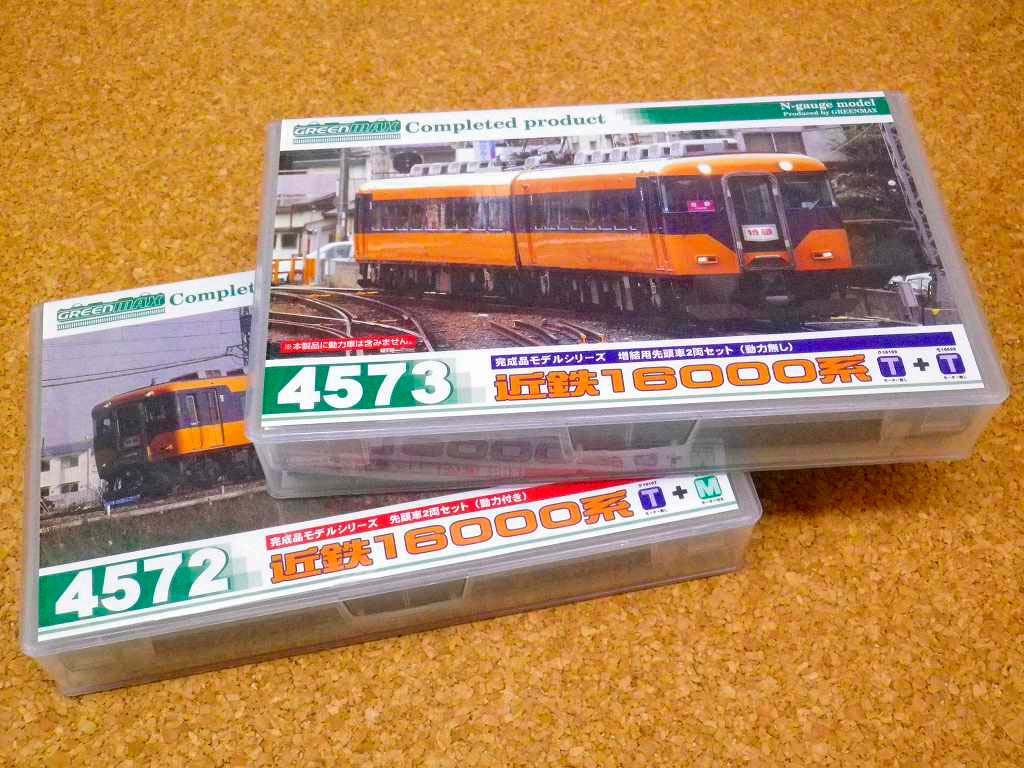 GREENMAX Completed product
N-gauge model
Produced by GREENMAX
特急
※本製品に動力車は含みません。
4573
完成品モデルシリーズ 増結用先頭車2両セット（動力無し）
近鉄16000系
T + T
GREENMAX Complet
4572
完成品モデルシリーズ 先頭車2両セット（動力付き）
近鉄16000系
T + M